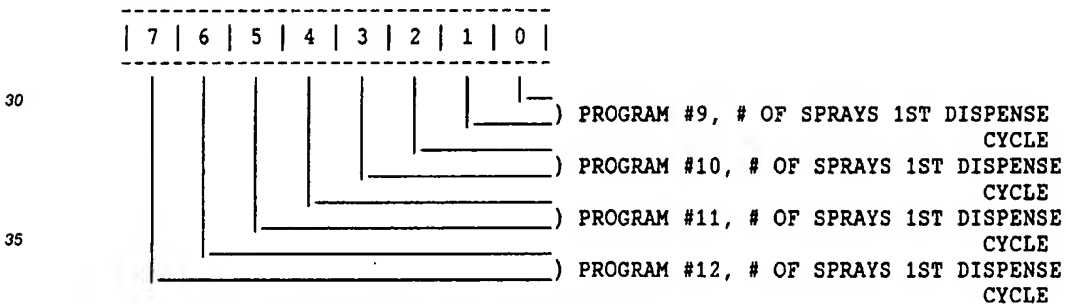 | 7 | 6 | 5 | 4 | 3 | 2 | 1 | 0 |
30
) PROGRAM #9, # OF SPRAYS 1ST DISPENSE
CYCLE
) PROGRAM #10, # OF SPRAYS 1ST DISPENSE
CYCLE
) PROGRAM #11, # OF SPRAYS 1ST DISPENSE
35
CYCLE
) PROGRAM #12, # OF SPRAYS 1ST DISPENSE
CYCLE